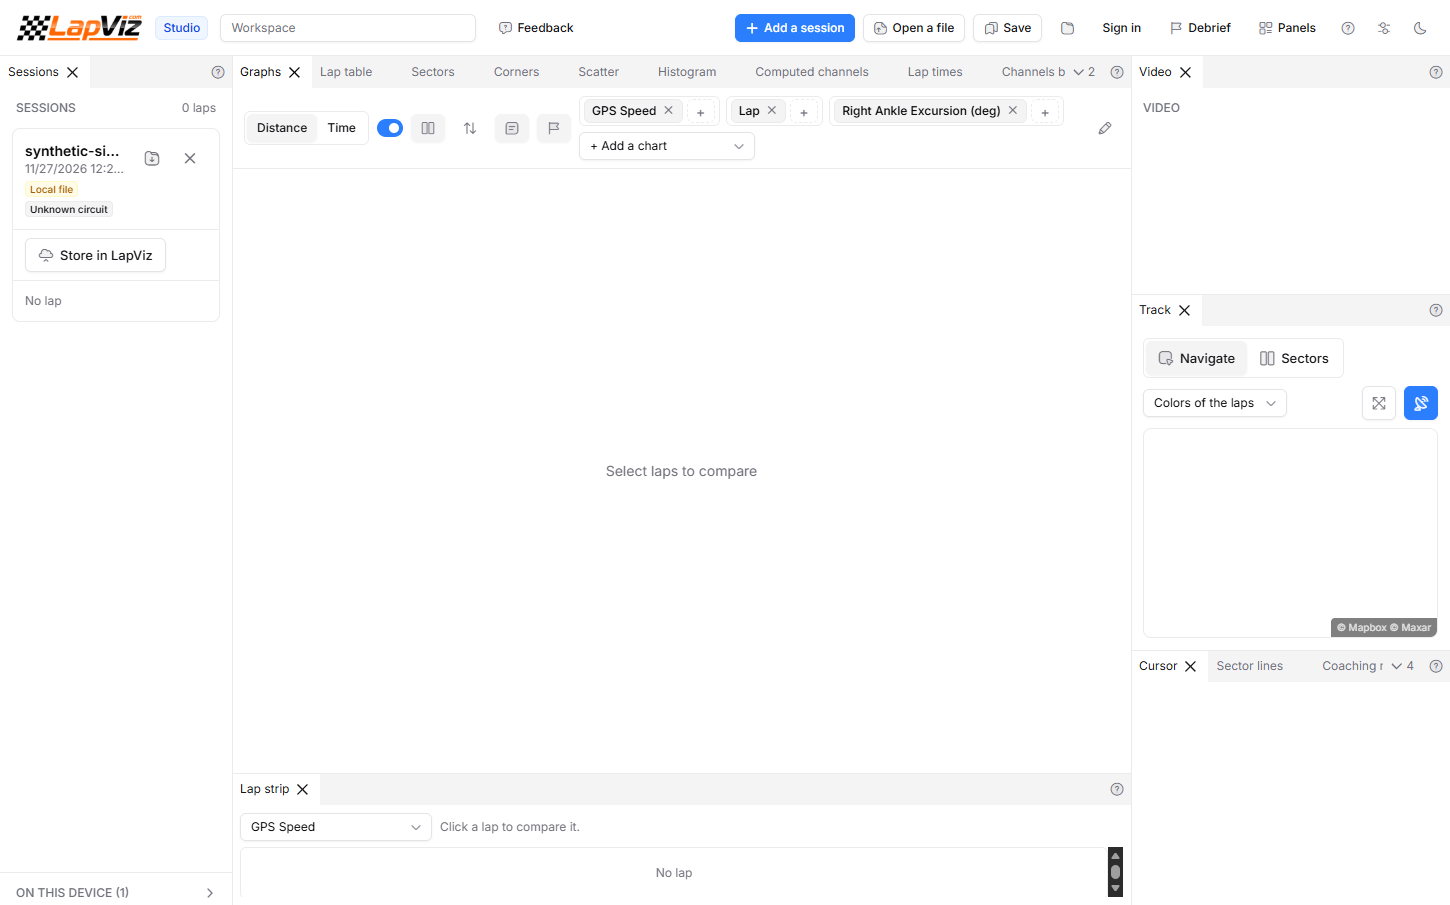 LapViz.com
Studio
Workspace
Feedback
Add a session
Open a file
Save
Sign in
Debrief
Panels
Sessions
SESSIONS
0 laps
synthetic-si...
11/27/2026 12:2...
Local file
Unknown circuit
Store in LapViz
No lap
ON THIS DEVICE (1)
Graphs
Lap table
Sectors
Corners
Scatter
Histogram
Computed channels
Lap times
Channels b
2
Distance
Time
GPS Speed
+
Lap
+
Right Ankle Excursion (deg)
+
+ Add a chart
Select laps to compare
Lap strip
GPS Speed
Click a lap to compare it.
No lap
Video
VIDEO
Track
Navigate
Sectors
Colors of the laps
© Mapbox © Maxar
Cursor
Sector lines
Coaching r
4